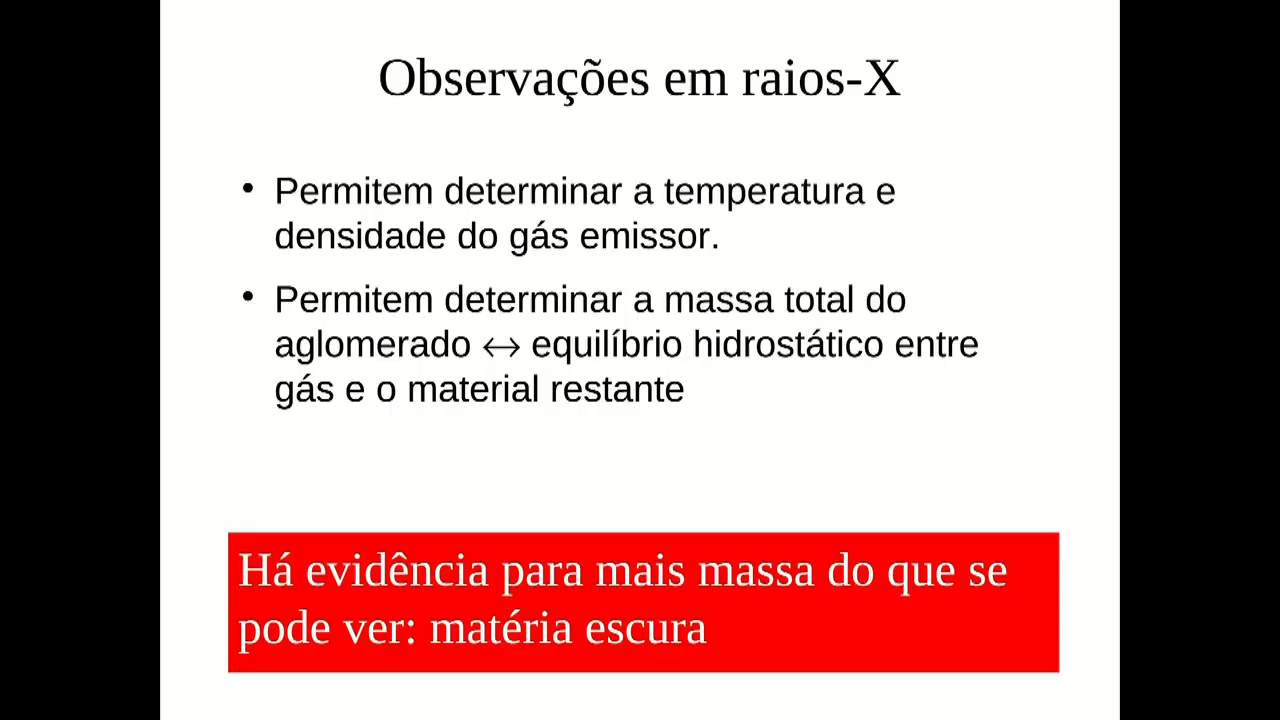 Observações em raios-X
• Permitem determinar a temperatura e
densidade do gás emissor.
• Permitem determinar a massa total do
aglomerado ↔ equilíbrio hidrostático entre
gás e o material restante
Há evidência para mais massa do que se
pode ver: matéria escura